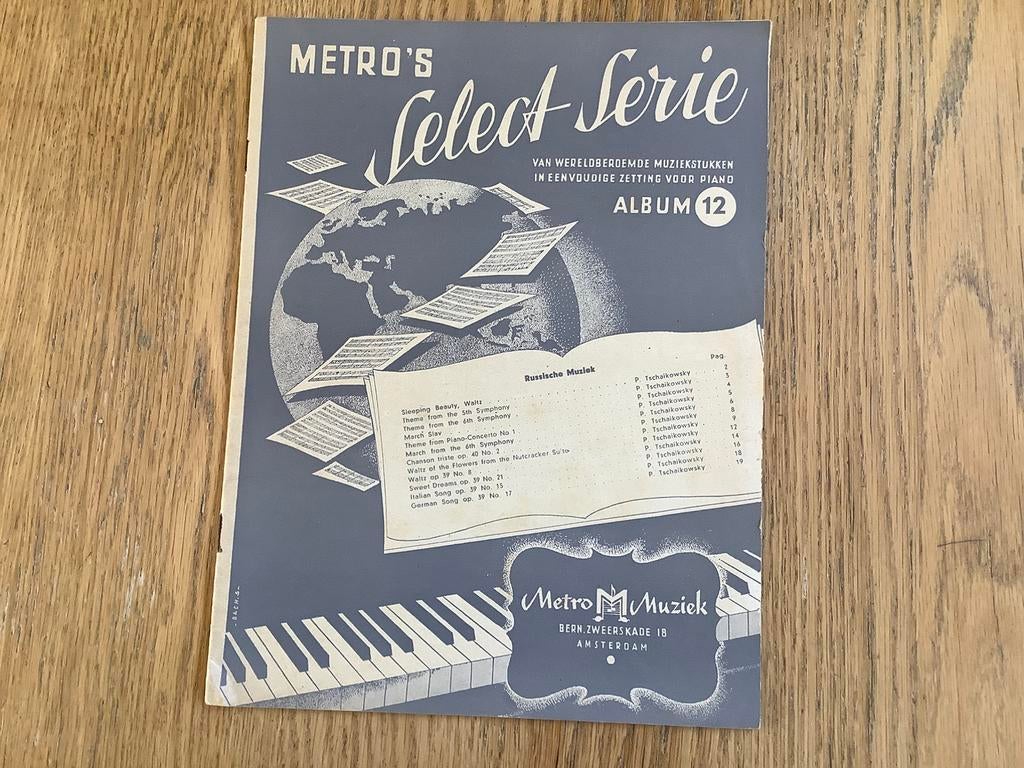 METRO'S
Select Serie
VAN WERELDBEROEMDE MUZIEKSTUKKEN
IN EENVOUDIGE ZETTING VOOR PIANO
ALBUM 12
Russische Muziek
Pag.
Sleeping Beauty, Waltz . . . P. Tschaikowsky 2
Theme from the 5th Symphony . . . P. Tschaikowsky 3
Theme from the 6th Symphony . . . P. Tschaikowsky 4
March Slav . . . P. Tschaikowsky 5
Theme from Piano-Concerto No 1 . . . P. Tschaikowsky 6
March from the 6th Symphony . . . P. Tschaikowsky 8
Chanson triste op. 40 No. 2 . . . P. Tschaikowsky 9
Waltz of the Flowers from the Nutcracker Suite P. Tschaikowsky 12
Waltz op 39 No. 8 . . . P. Tschaikowsky 14
Sweet Dreams op. 39 No. 21 . . . P. Tschaikowsky 16
Italian Song op. 39 No. 15 . . . P. Tschaikowsky 18
German Song op. 39 No. 17 . . . P. Tschaikowsky 19
Metro MM Muziek
BERN. ZWEERSKADE 18
AMSTERDAM